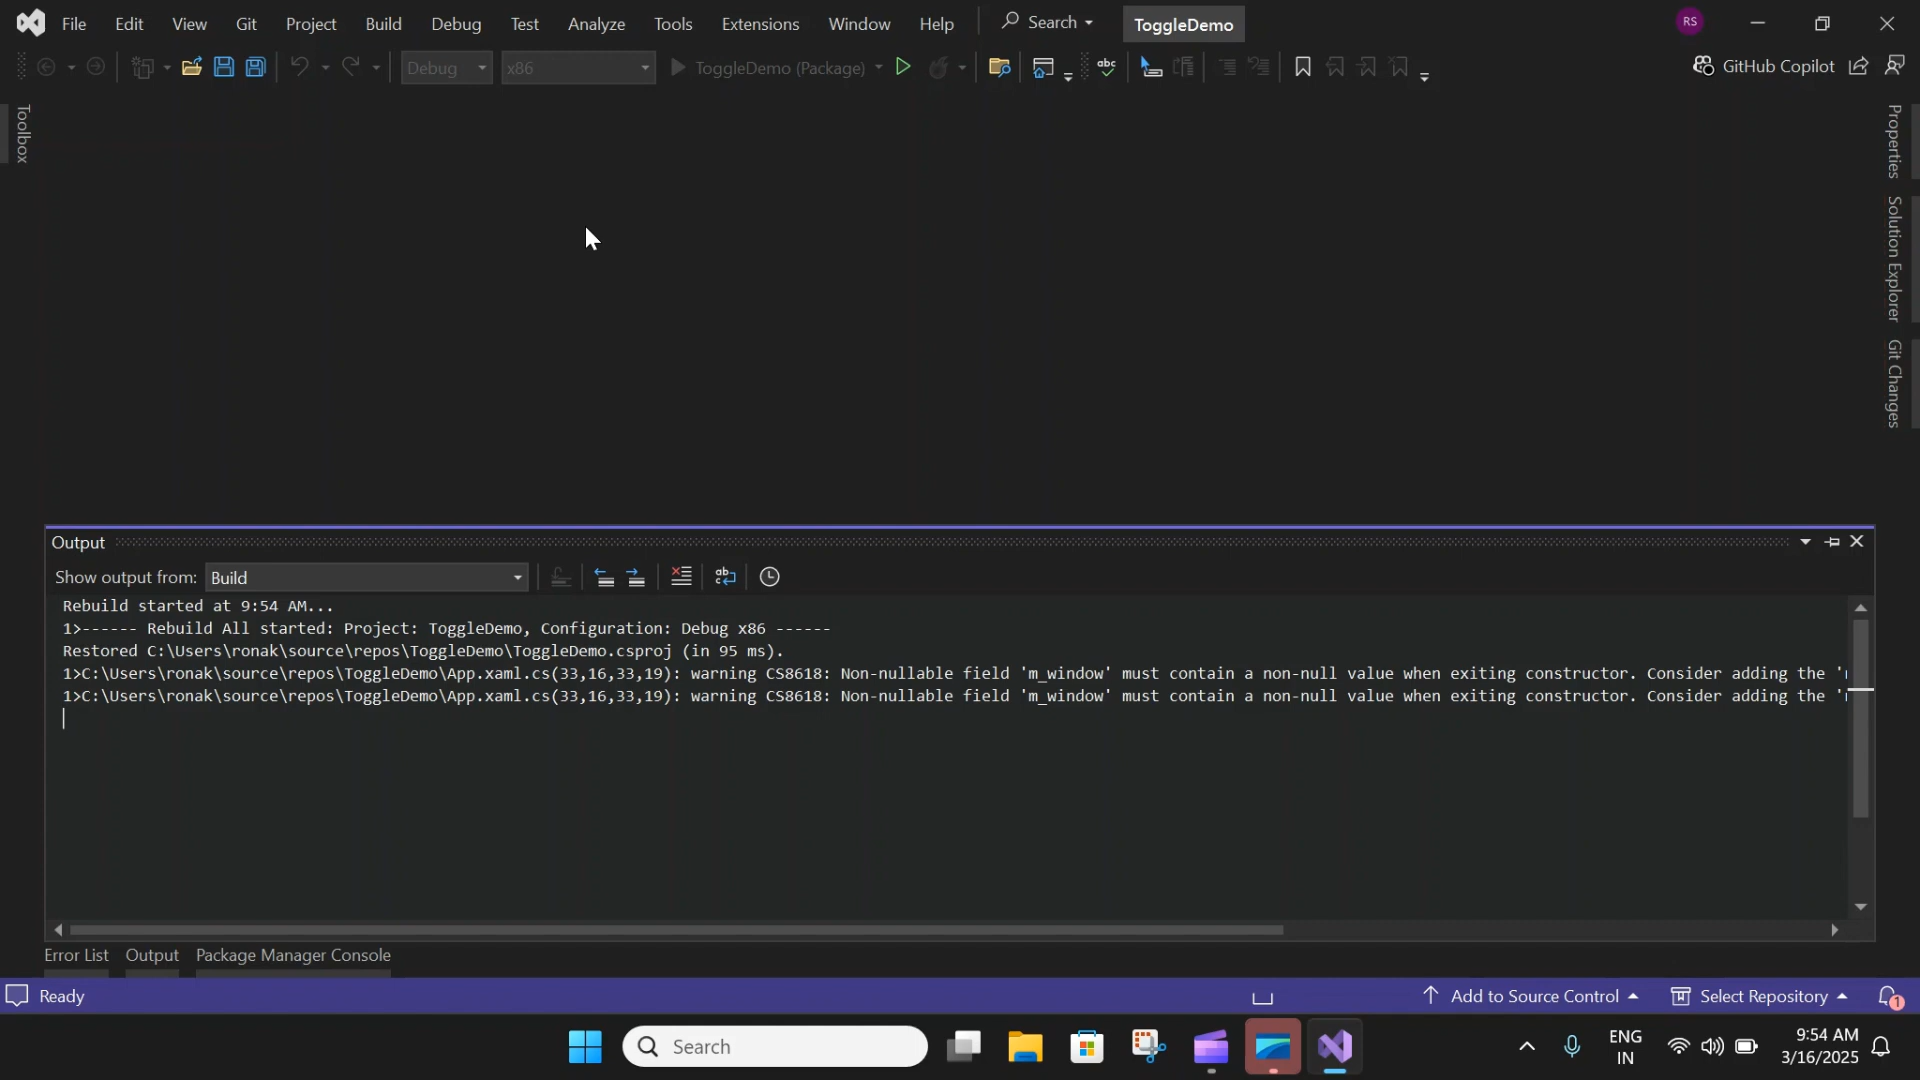 File Edit View Git Project Build Debug Test Analyze Tools Extensions Window Help Search ToggleDemo RS
Debug x86 ToggleDemo (Package) abc GitHub Copilot
Toolbox
Properties
Solution Explorer
Git Changes
Output
Show output from: Build
Rebuild started at 9:54 AM...
1>------ Rebuild All started: Project: ToggleDemo, Configuration: Debug x86 ------
Restored C:\Users\ronak\source\repos\ToggleDemo\ToggleDemo.csproj (in 95 ms).
1>C:\Users\ronak\source\repos\ToggleDemo\App.xaml.cs(33,16,33,19): warning CS8618: Non-nullable field 'm_window' must contain a non-null value when exiting constructor. Consider adding the '
1>C:\Users\ronak\source\repos\ToggleDemo\App.xaml.cs(33,16,33,19): warning CS8618: Non-nullable field 'm_window' must contain a non-null value when exiting constructor. Consider adding the '
Error List Output Package Manager Console
Ready Add to Source Control Select Repository 1
Search ENG IN 9:54 AM 3/16/2025